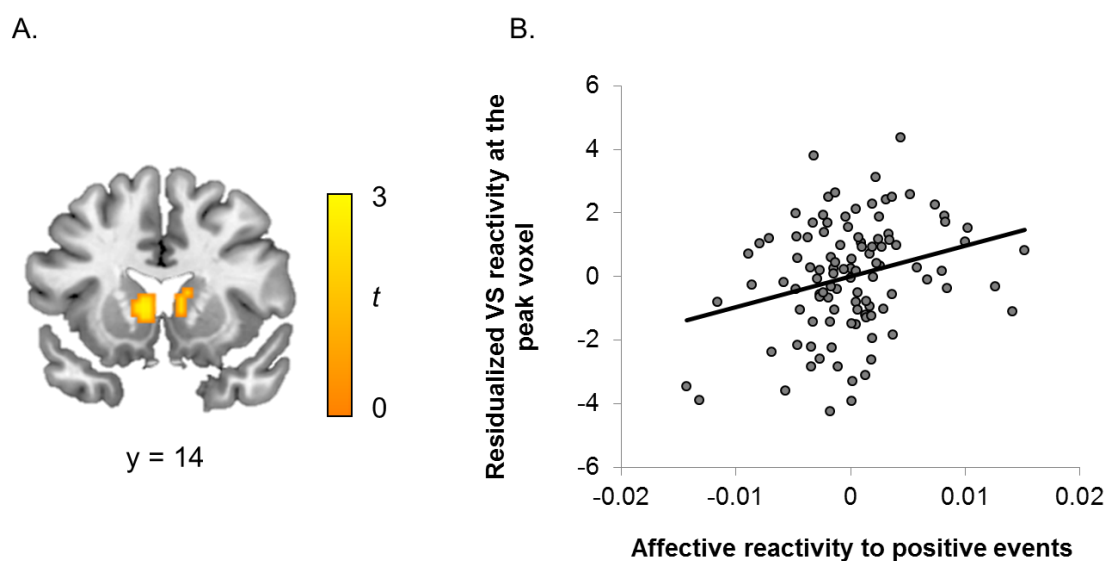 A.
3
t
0
y = 14
B.
Residualized VS reactivity at the
peak voxel
6
4
2
0
-2
-4
-6
-0.02
-0.01
0
0.01
0.02
Affective reactivity to positive events